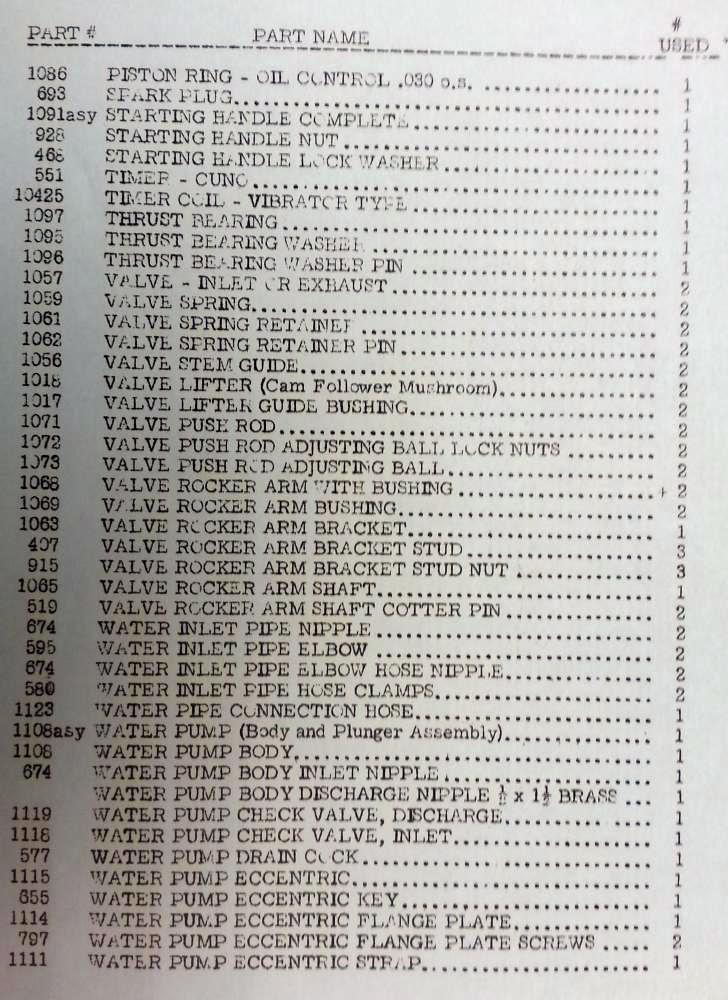 PART # PART NAME # USED
1086 PISTON RING - OIL CONTROL .030 o.s. 1
693 SPARK PLUG 1
1091asy STARTING HANDLE COMPLETE 1
928 STARTING HANDLE NUT 1
468 STARTING HANDLE LOCK WASHER 1
551 TIMER - CUNO 1
10425 TIMER COIL - VIBRATOR TYPE 1
1097 THRUST BEARING 1
1095 THRUST BEARING WASHER 1
1096 THRUST BEARING WASHER PIN 1
1057 VALVE - INLET OR EXHAUST 2
1059 VALVE SPRING 2
1061 VALVE SPRING RETAINER 2
1062 VALVE SPRING RETAINER PIN 2
1056 VALVE STEM GUIDE 2
1018 VALVE LIFTER (Cam Follower Mushroom) 2
1017 VALVE LIFTER GUIDE BUSHING 2
1071 VALVE PUSH ROD 2
1072 VALVE PUSH ROD ADJUSTING BALL LOCK NUTS 2
1073 VALVE PUSH ROD ADJUSTING BALL 2
1068 VALVE ROCKER ARM WITH BUSHING 2
1069 VALVE ROCKER ARM BUSHING 2
1063 VALVE ROCKER ARM BRACKET 1
407 VALVE ROCKER ARM BRACKET STUD 3
915 VALVE ROCKER ARM BRACKET STUD NUT 3
1065 VALVE ROCKER ARM SHAFT 1
519 VALVE ROCKER ARM SHAFT COTTER PIN 2
674 WATER INLET PIPE NIPPLE 2
595 WATER INLET PIPE ELBOW 2
674 WATER INLET PIPE ELBOW HOSE NIPPLE 2
580 WATER INLET PIPE HOSE CLAMPS 2
1123 WATER PIPE CONNECTION HOSE 1
1108asy WATER PUMP (Body and Plunger Assembly) 1
1108 WATER PUMP BODY 1
674 WATER PUMP BODY INLET NIPPLE 1
WATER PUMP BODY DISCHARGE NIPPLE ½ x 1½ BRASS ... 1
1119 WATER PUMP CHECK VALVE, DISCHARGE 1
1118 WATER PUMP CHECK VALVE, INLET 1
577 WATER PUMP DRAIN COCK 1
1115 WATER PUMP ECCENTRIC 1
655 WATER PUMP ECCENTRIC KEY 1
1114 WATER PUMP ECCENTRIC FLANGE PLATE 1
797 WATER PUMP ECCENTRIC FLANGE PLATE SCREWS 2
1111 WATER PUMP ECCENTRIC STRAP 1